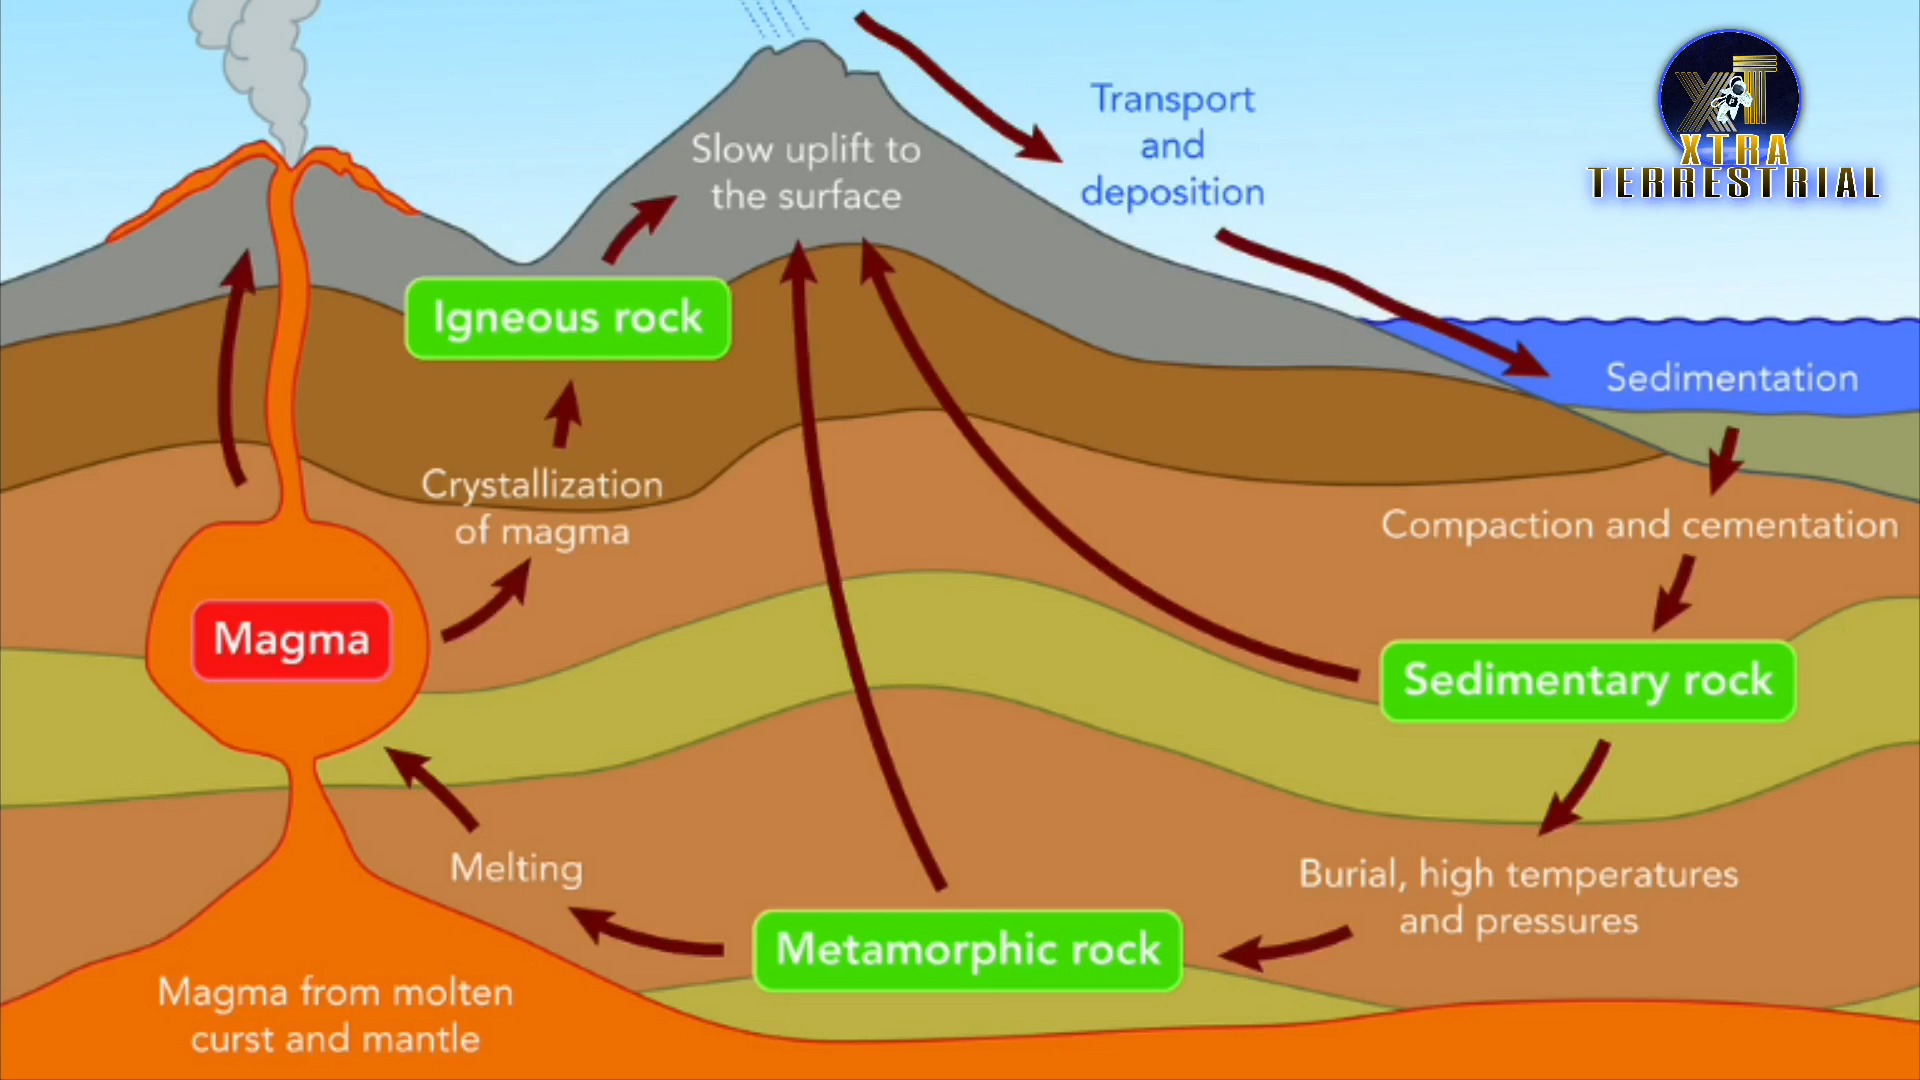 XT
XTRA
TERRESTRIAL
Transport
and
deposition
Slow uplift to
the surface
Igneous rock
Sedimentation
Crystallization
of magma
Compaction and cementation
Magma
Sedimentary rock
Melting
Burial, high temperatures
and pressures
Metamorphic rock
Magma from molten
curst and mantle